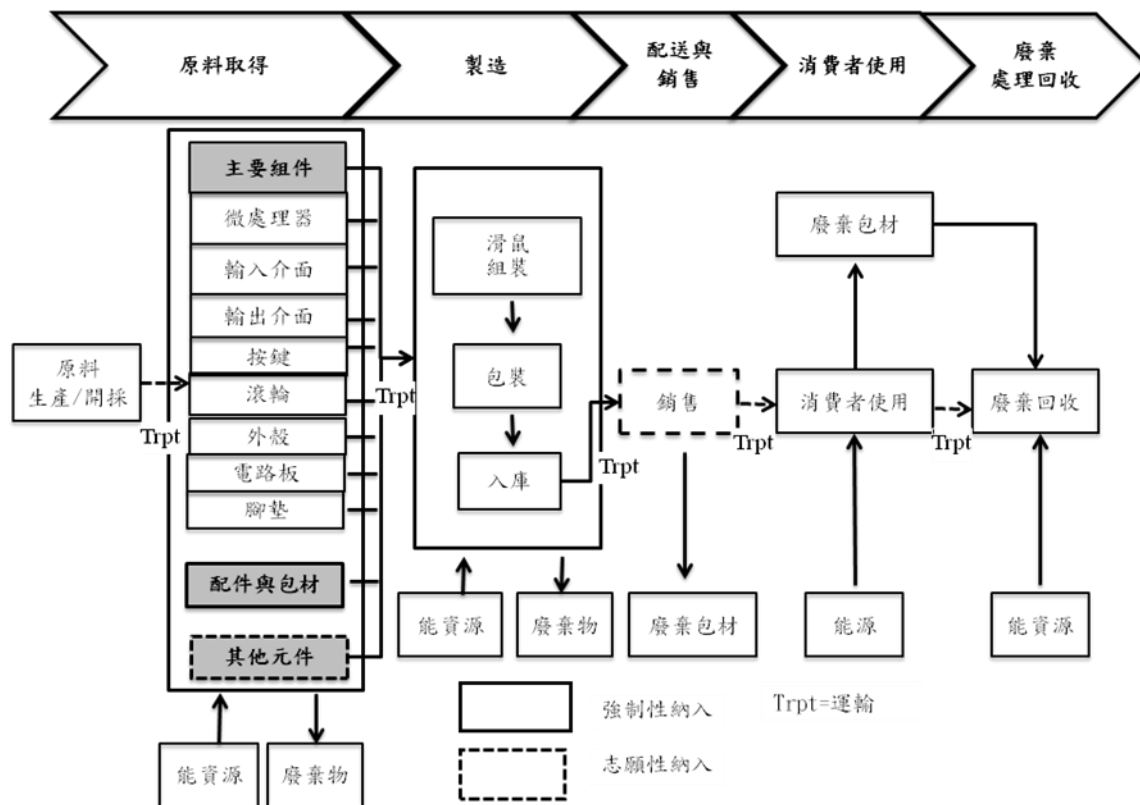 原料取得
製造
配送與
銷售
消費者使用
廢棄
處理回收
主要組件
微處理器
輸入介面
輸出介面
按鍵
滾輪
外殼
電路板
腳墊
配件與包材
其他元件
原料
生產/開採
Trpt
Trpt
滑鼠
組裝
包裝
入庫
Trpt
銷售
Trpt
廢棄包材
消費者使用
Trpt
廢棄回收
能資源
廢棄物
能資源
廢棄物
廢棄包材
能源
能資源
強制性納入
志願性納入
Trpt=運輸